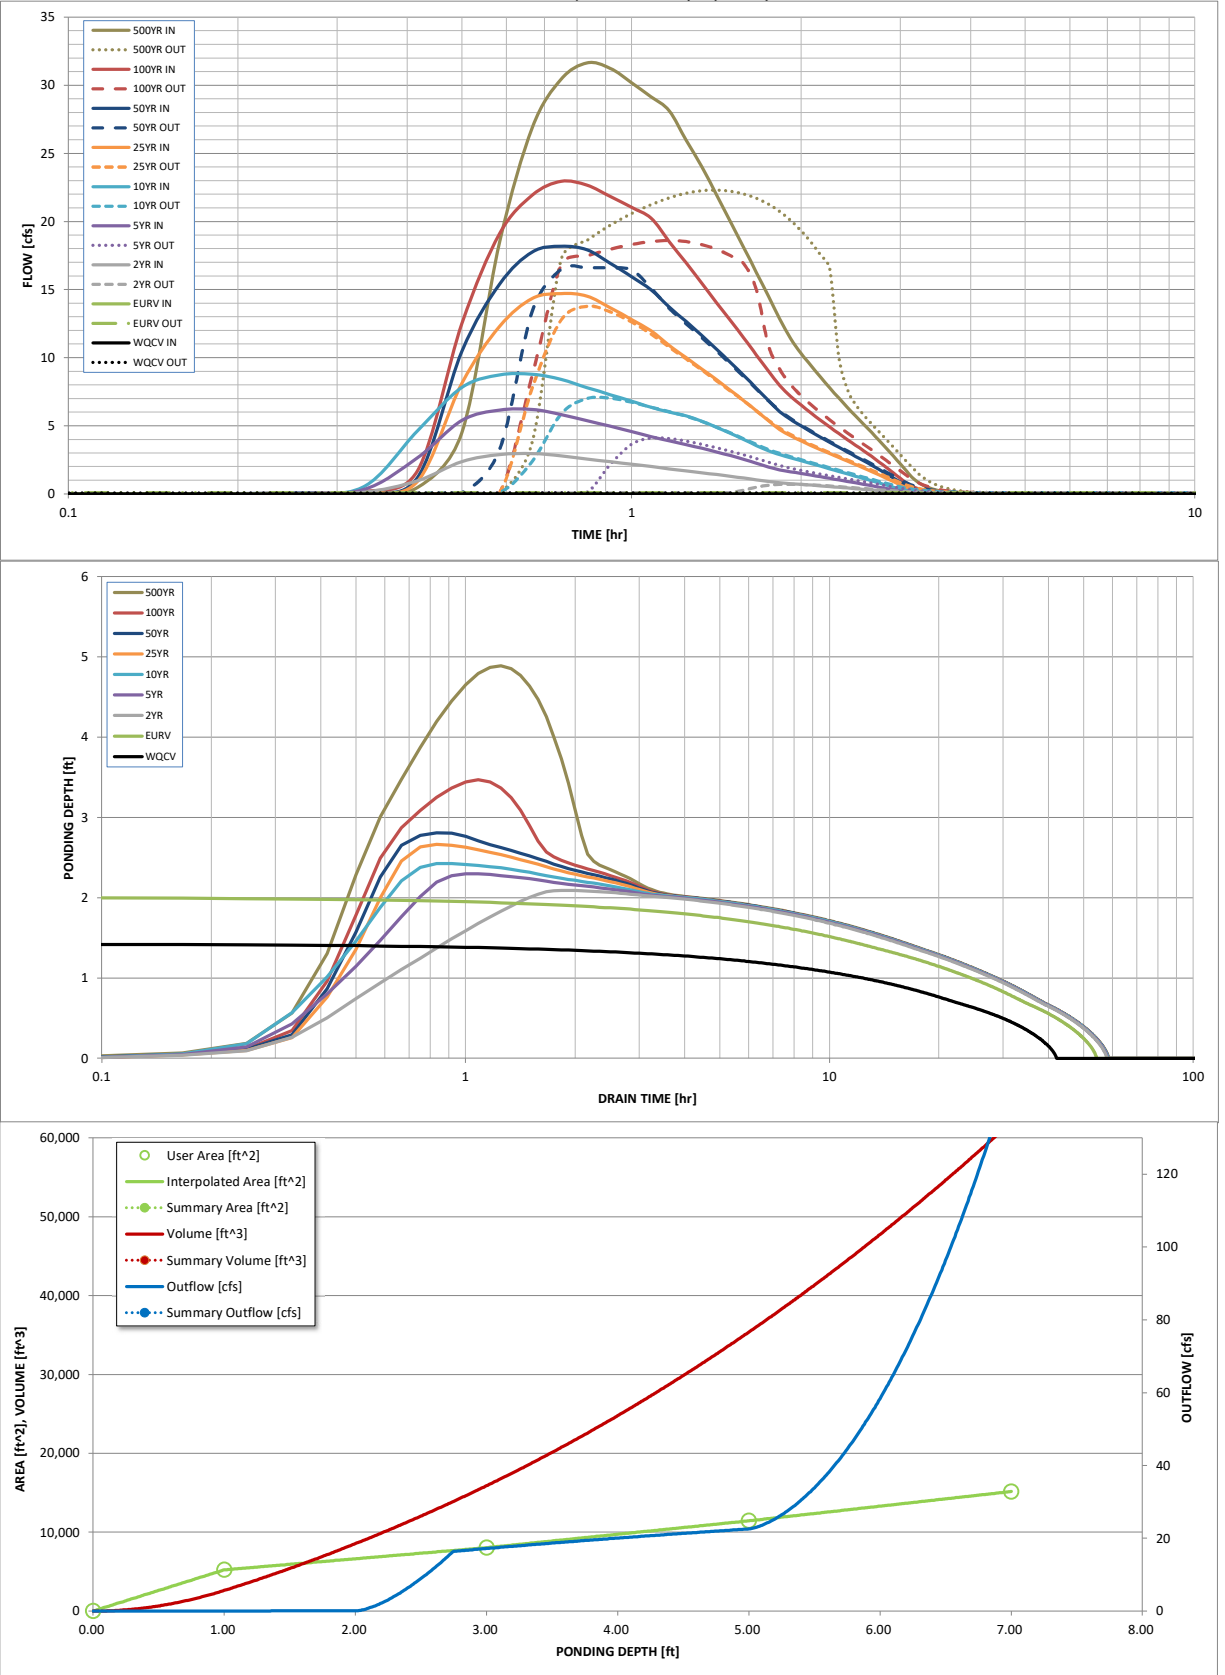 35
30
25
20
15
10
5
0
FLOW [cfs]
500YR IN
500YR OUT
100YR IN
100YR OUT
50YR IN
50YR OUT
25YR IN
25YR OUT
10YR IN
10YR OUT
5YR IN
5YR OUT
2YR IN
2YR OUT
EURV IN
EURV OUT
WQCV IN
WQCV OUT
0.1 1 10
TIME [hr]
6
5
4
3
2
1
0
PONDING DEPTH [ft]
500YR
100YR
50YR
25YR
10YR
5YR
2YR
EURV
WQCV
0.1 1 10 100
DRAIN TIME [hr]
60,000
50,000
40,000
30,000
20,000
10,000
0
AREA [ft^2], VOLUME [ft^3]
User Area [ft^2]
Interpolated Area [ft^2]
Summary Area [ft^2]
Volume [ft^3]
Summary Volume [ft^3]
Outflow [cfs]
Summary Outflow [cfs]
120
100
80
60
40
20
0
OUTFLOW [cfs]
0.00 1.00 2.00 3.00 4.00 5.00 6.00 7.00 8.00
PONDING DEPTH [ft]